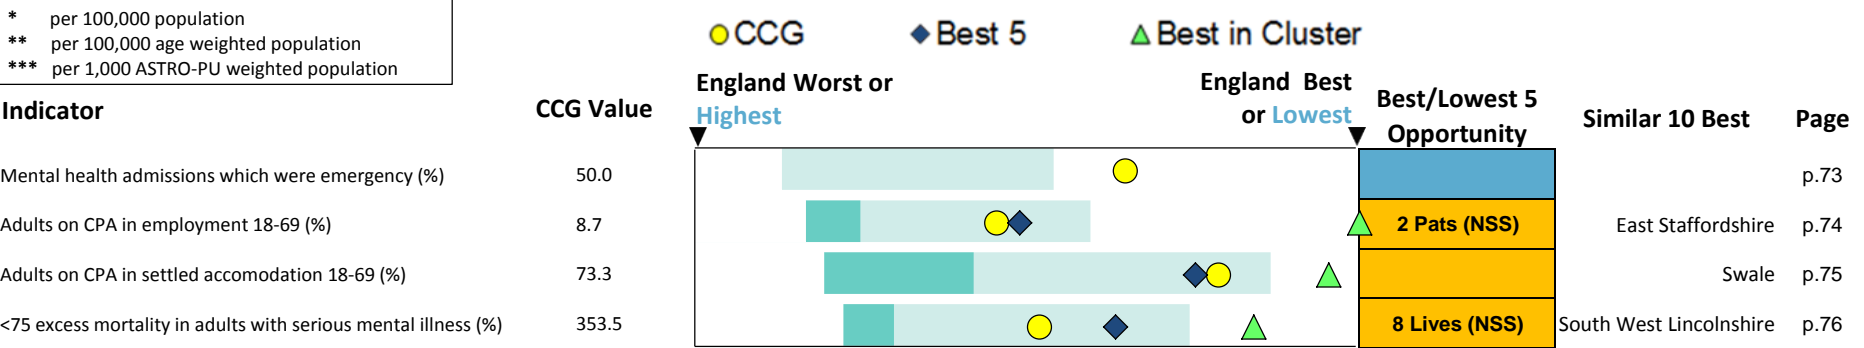 * per 100,000 population
** per 100,000 age weighted population
*** per 1,000 ASTRO-PU weighted population
CCG Best 5 Best in Cluster
England Worst or Highest
England Best or Lowest
Indicator CCG Value Best/Lowest 5 Opportunity Similar 10 Best Page
Mental health admissions which were emergency (%) 50.0 p.73
Adults on CPA in employment 18-69 (%) 8.7 2 Pats (NSS) East Staffordshire p.74
Adults on CPA in settled accomodation 18-69 (%) 73.3 Swale p.75
<75 excess mortality in adults with serious mental illness (%) 353.5 8 Lives (NSS) South West Lincolnshire p.76